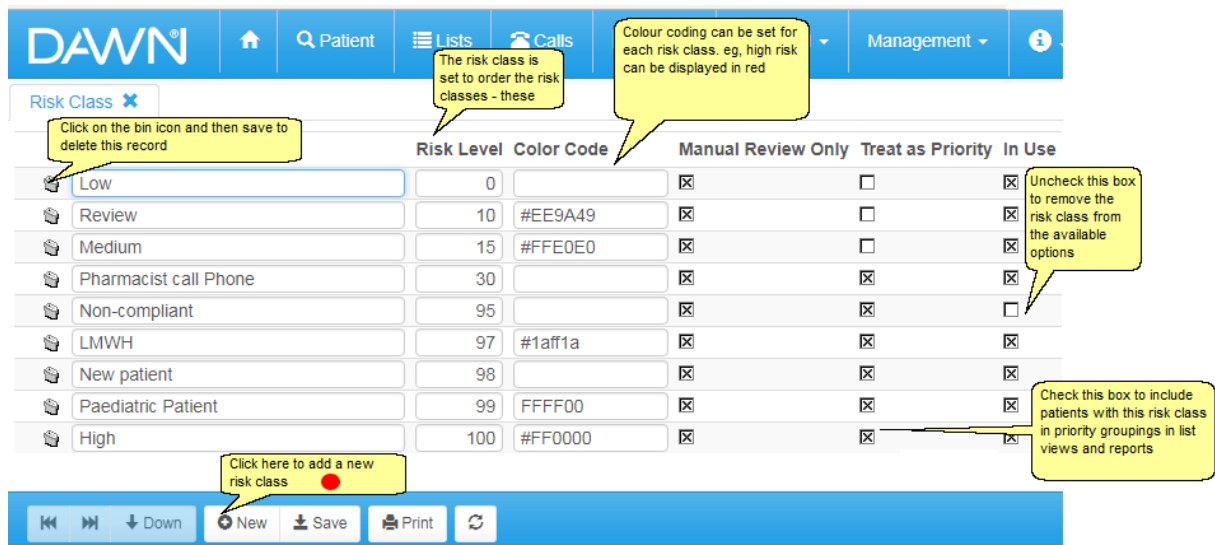 DAWN®
Patient
Lists
Calls
Management
Colour coding can be set for
each risk class. eg, high risk
can be displayed in red
The risk class is
set to order the risk
classes - these
Risk Class
Click on the bin icon and then save to
delete this record
Risk Level Color Code Manual Review Only Treat as Priority In Use
Low 0
Review 10 #EE9A49
Medium 15 #FFE0E0
Pharmacist call Phone 30
Non-compliant 95
LMWH 97 #1aff1a
New patient 98
Paediatric Patient 99 FFFF00
High 100 #FF0000
Uncheck this box
to remove the
risk class from
the available
options
Check this box to include
patients with this risk class
in priority groupings in list
views and reports
Click here to add a new
risk class
Down New Save Print